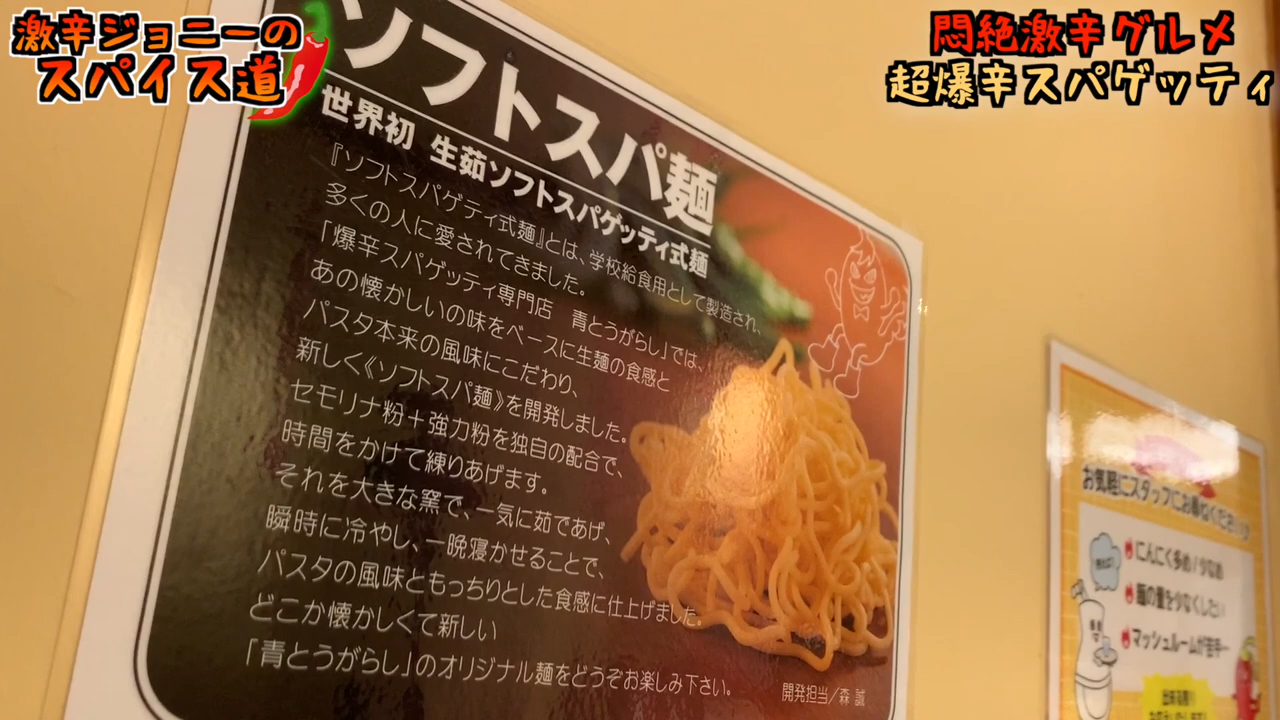 激辛ジョニーの
スパイス道
悶絶激辛グルメ
超爆辛スパゲッティ
ソフトスパ麺
世界初 生茹ソフトスパゲッティ式麺
『ソフトスパゲティ式麺』とは、学校給食用として製造され、
多くの人に愛されてきました。
「爆辛スパゲッティ専門店 青とうがらし」では、
あの懐かしいの味をベースに生麺の食感と
パスタ本来の風味にこだわり、
新しく《ソフトスパ麺》を開発しました。
セモリナ粉＋強力粉を独自の配合で、
時間をかけて練りあげます。
それを大きな窯で、一気に茹であげ、
瞬時に冷やし、一晩寝かせることで、
パスタの風味ともっちりとした食感に仕上げました。
どこか懐かしくて新しい
「青とうがらし」のオリジナル麺をどうぞお楽しみ下さい。
開発担当／森 誠
お気軽にスタッフにお尋ねください
にんにく多め/少なめ
麺の量を少なくしたい
マッシュルームが苦手…